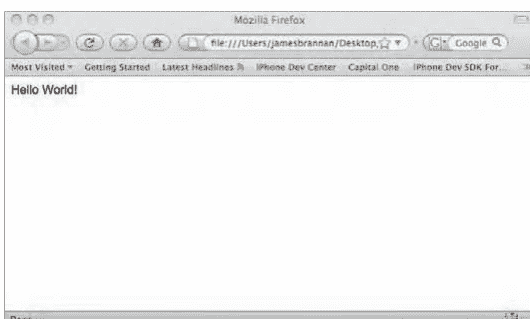 Mozilla Firefox
file:///Users/jamesbrannan/Desktop, Google
Most Visited Getting Started Latest Headlines iPhone Dev Center Capital One iPhone Dev SDK For...
Hello World!
Done